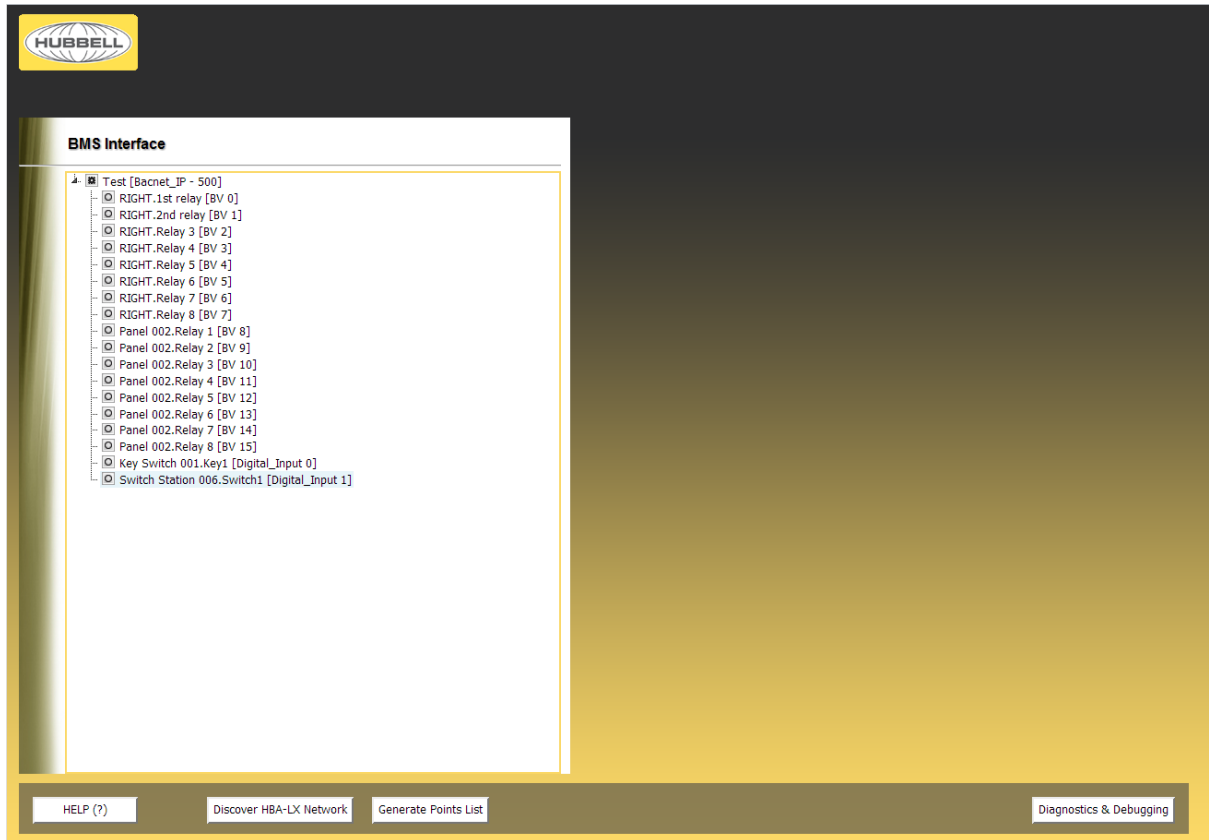 HUBBELL
BMS Interface
Test [Bacnet_IP - 500]
RIGHT.1st relay [BV 0]
RIGHT.2nd relay [BV 1]
RIGHT.Relay 3 [BV 2]
RIGHT.Relay 4 [BV 3]
RIGHT.Relay 5 [BV 4]
RIGHT.Relay 6 [BV 5]
RIGHT.Relay 7 [BV 6]
RIGHT.Relay 8 [BV 7]
Panel 002.Relay 1 [BV 8]
Panel 002.Relay 2 [BV 9]
Panel 002.Relay 3 [BV 10]
Panel 002.Relay 4 [BV 11]
Panel 002.Relay 5 [BV 12]
Panel 002.Relay 6 [BV 13]
Panel 002.Relay 7 [BV 14]
Panel 002.Relay 8 [BV 15]
Key Switch 001.Key1 [Digital_Input 0]
Switch Station 006.Switch1 [Digital_Input 1]
HELP (?) Discover HBA-LX Network Generate Points List Diagnostics & Debugging